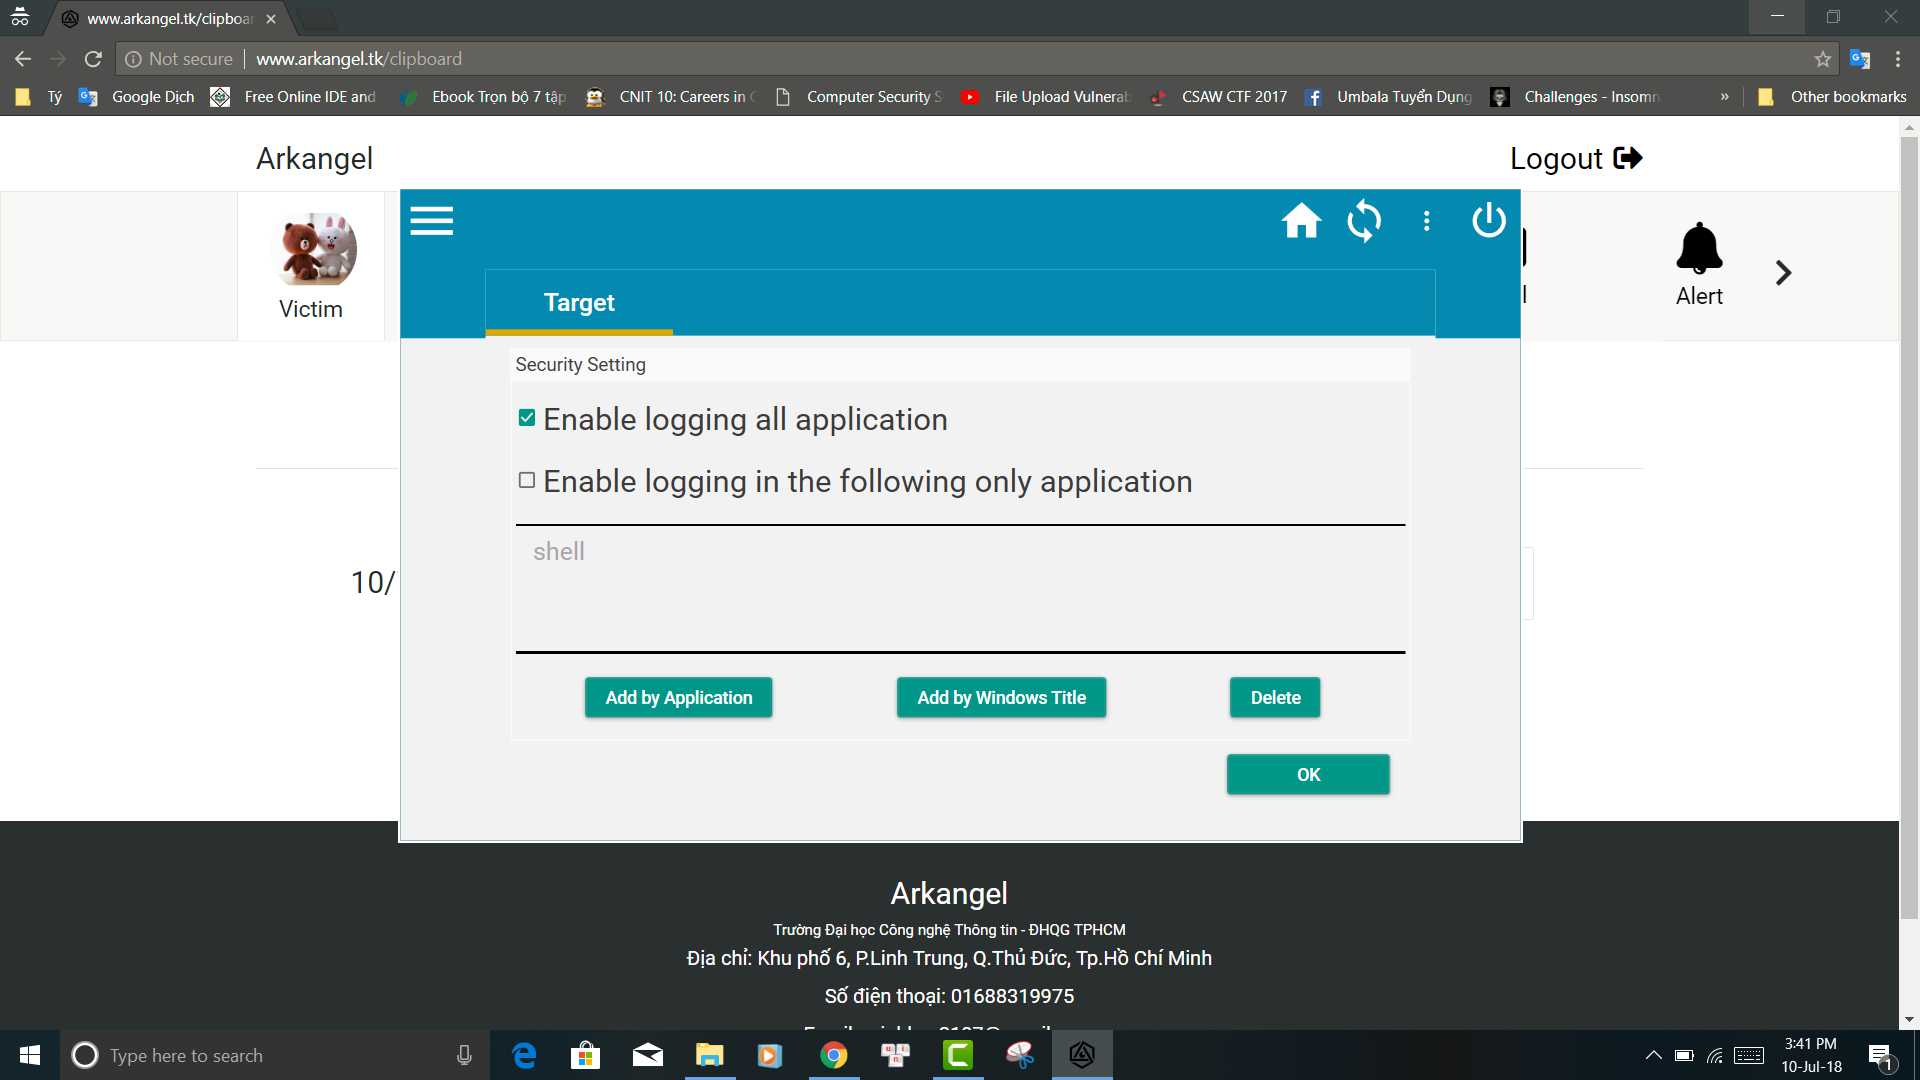 www.arkangel.tk/clipboar
Not secure
www.arkangel.tk/clipboard
Tý
Google Dịch
Free Online IDE and
Ebook Trọn bộ 7 tập
CNIT 10: Careers in
Computer Security S
File Upload Vulnerab
CSAW CTF 2017
Umbala Tuyển Dụng
Challenges - Insomn
»
Other bookmarks
Arkangel
Logout
Victim
Alert
Target
Security Setting
Enable logging all application
Enable logging in the following only application
shell
10/
Add by Application
Add by Windows Title
Delete
OK
Arkangel
Trường Đại học Công nghệ Thông tin - ĐHQG TPHCM
Địa chỉ: Khu phố 6, P.Linh Trung, Q.Thủ Đức, Tp.Hồ Chí Minh
Số điện thoại: 01688319975
Type here to search
3:41 PM
10-Jul-18
1